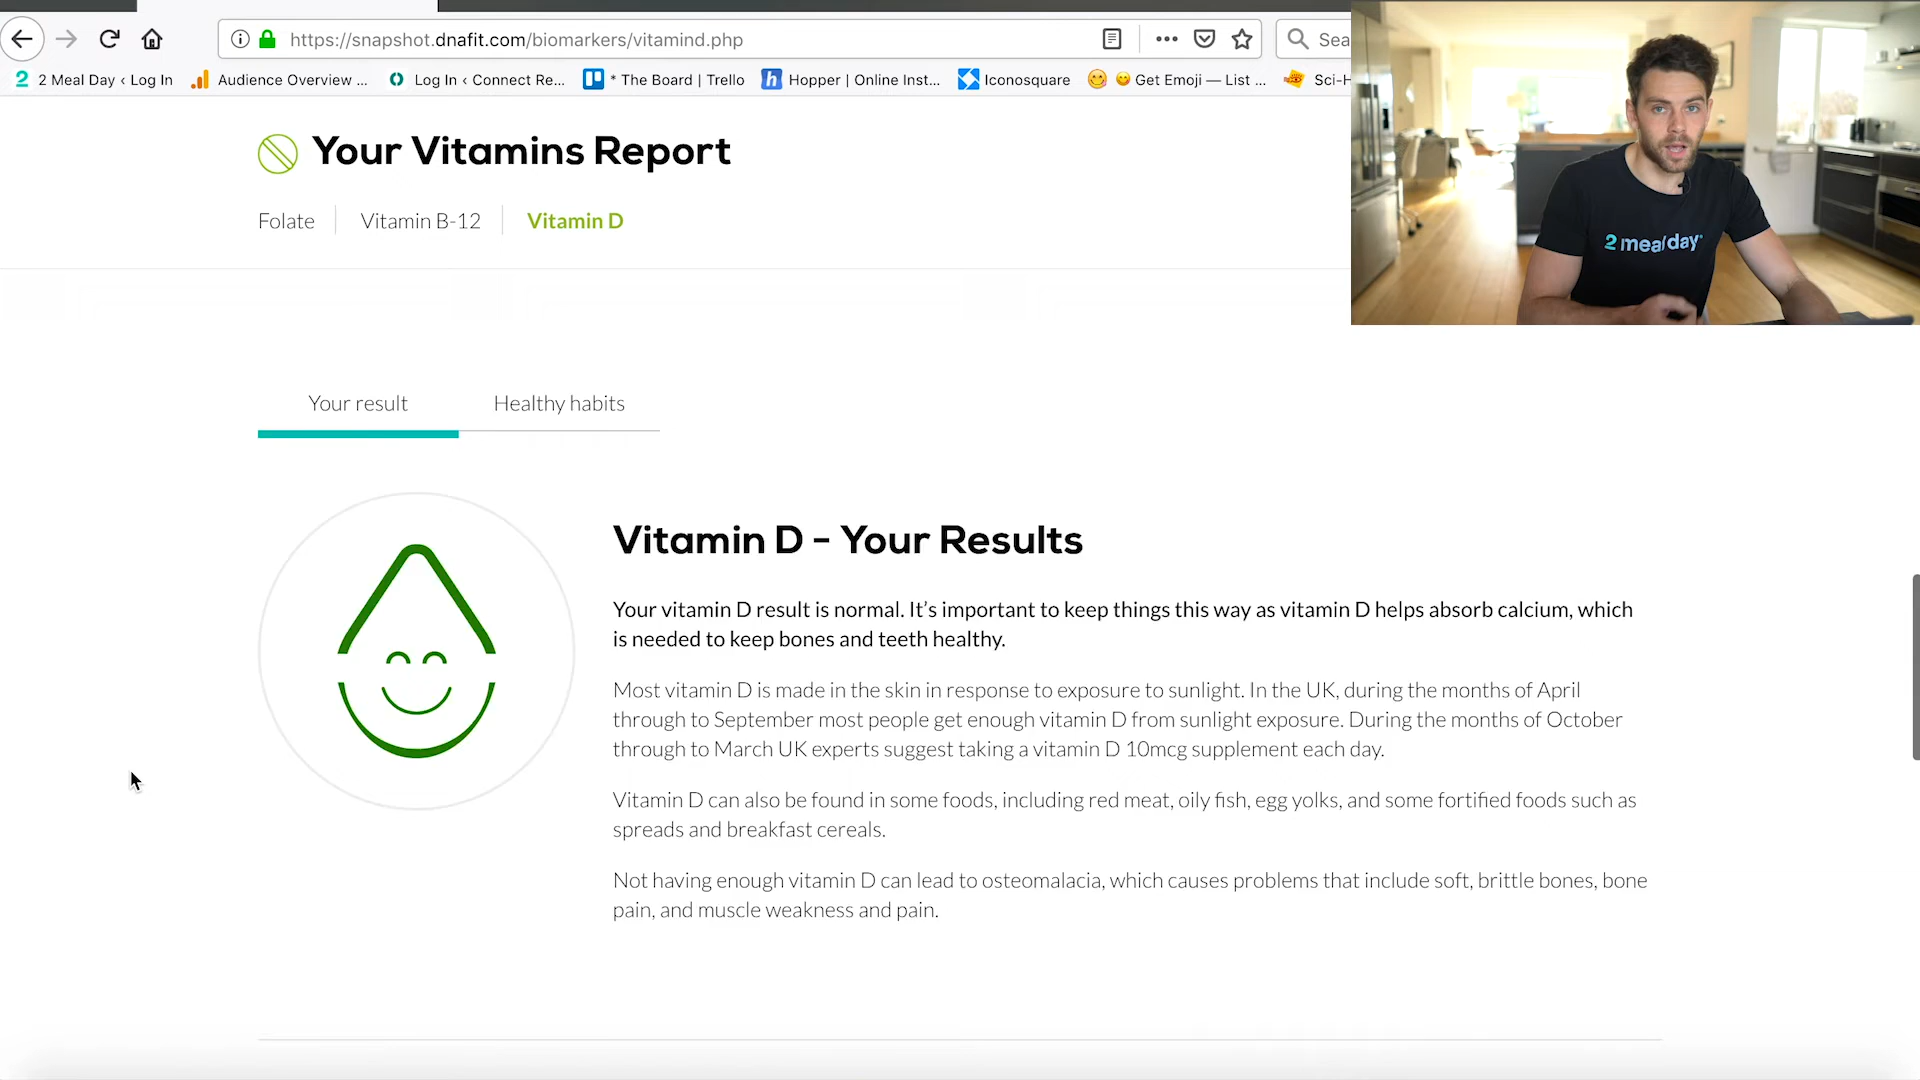 https://snapshot.dnafit.com/biomarkers/vitamind.php
Sea
2 Meal Day ‹ Log In
Audience Overview ...
Log In ‹ Connect Re...
* The Board | Trello
Hopper | Online Inst...
Iconosquare
Get Emoji — List ...
Sci-H
Your Vitamins Report
Folate
Vitamin B-12
Vitamin D
2 meal day
Your result
Healthy habits
Vitamin D - Your Results
Your vitamin D result is normal. It’s important to keep things this way as vitamin D helps absorb calcium, which
is needed to keep bones and teeth healthy.
Most vitamin D is made in the skin in response to exposure to sunlight. In the UK, during the months of April
through to September most people get enough vitamin D from sunlight exposure. During the months of October
through to March UK experts suggest taking a vitamin D 10mcg supplement each day.
Vitamin D can also be found in some foods, including red meat, oily fish, egg yolks, and some fortified foods such as
spreads and breakfast cereals.
Not having enough vitamin D can lead to osteomalacia, which causes problems that include soft, brittle bones, bone
pain, and muscle weakness and pain.